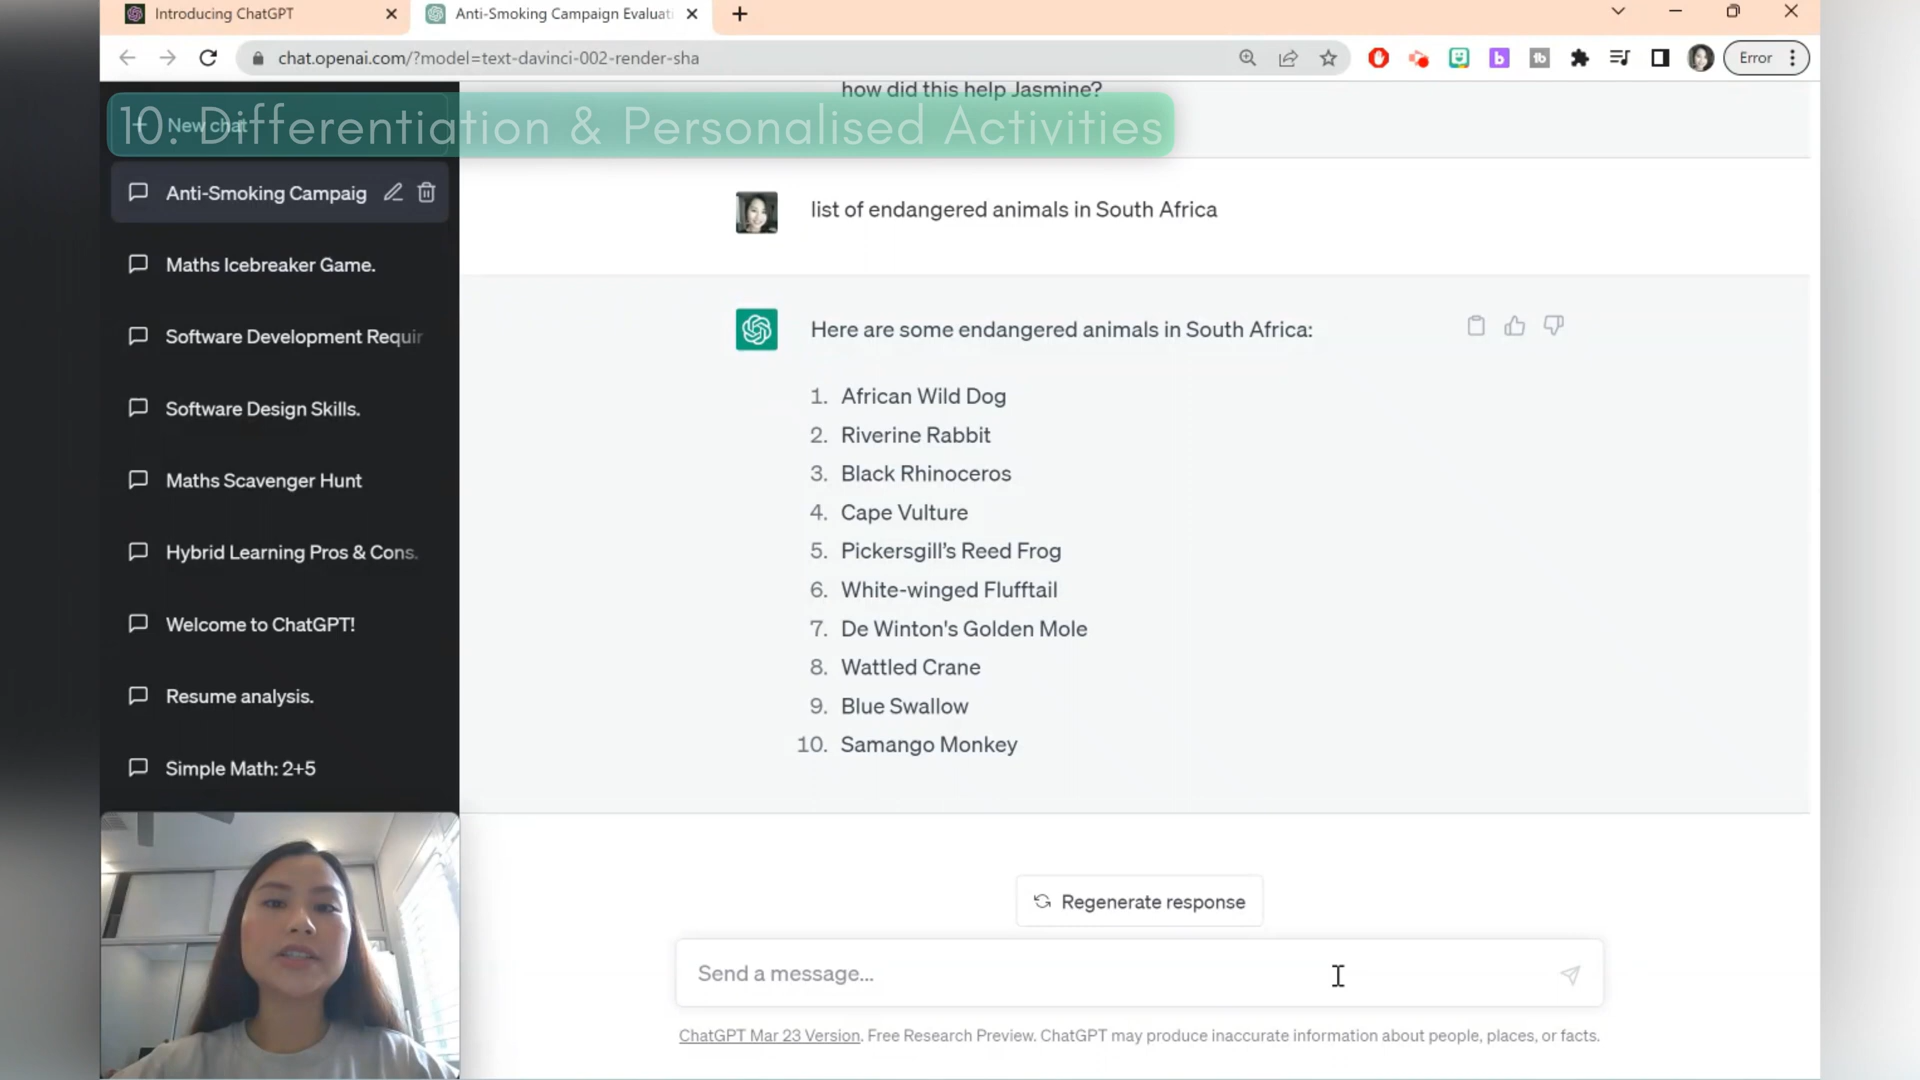 Introducing ChatGPT
Anti-Smoking Campaign Evaluati
chat.openai.com/?model=text-davinci-002-render-sha
Error
how did this help Jasmine?
10. Differentiation & Personalised Activities
New chat
Anti-Smoking Campaig
Maths Icebreaker Game.
Software Development Requir
Software Design Skills.
Maths Scavenger Hunt
Hybrid Learning Pros & Cons.
Welcome to ChatGPT!
Resume analysis.
Simple Math: 2+5
list of endangered animals in South Africa
Here are some endangered animals in South Africa:
1. African Wild Dog
2. Riverine Rabbit
3. Black Rhinoceros
4. Cape Vulture
5. Pickersgill’s Reed Frog
6. White-winged Flufftail
7. De Winton's Golden Mole
8. Wattled Crane
9. Blue Swallow
10. Samango Monkey
Regenerate response
Send a message...
ChatGPT Mar 23 Version. Free Research Preview. ChatGPT may produce inaccurate information about people, places, or facts.